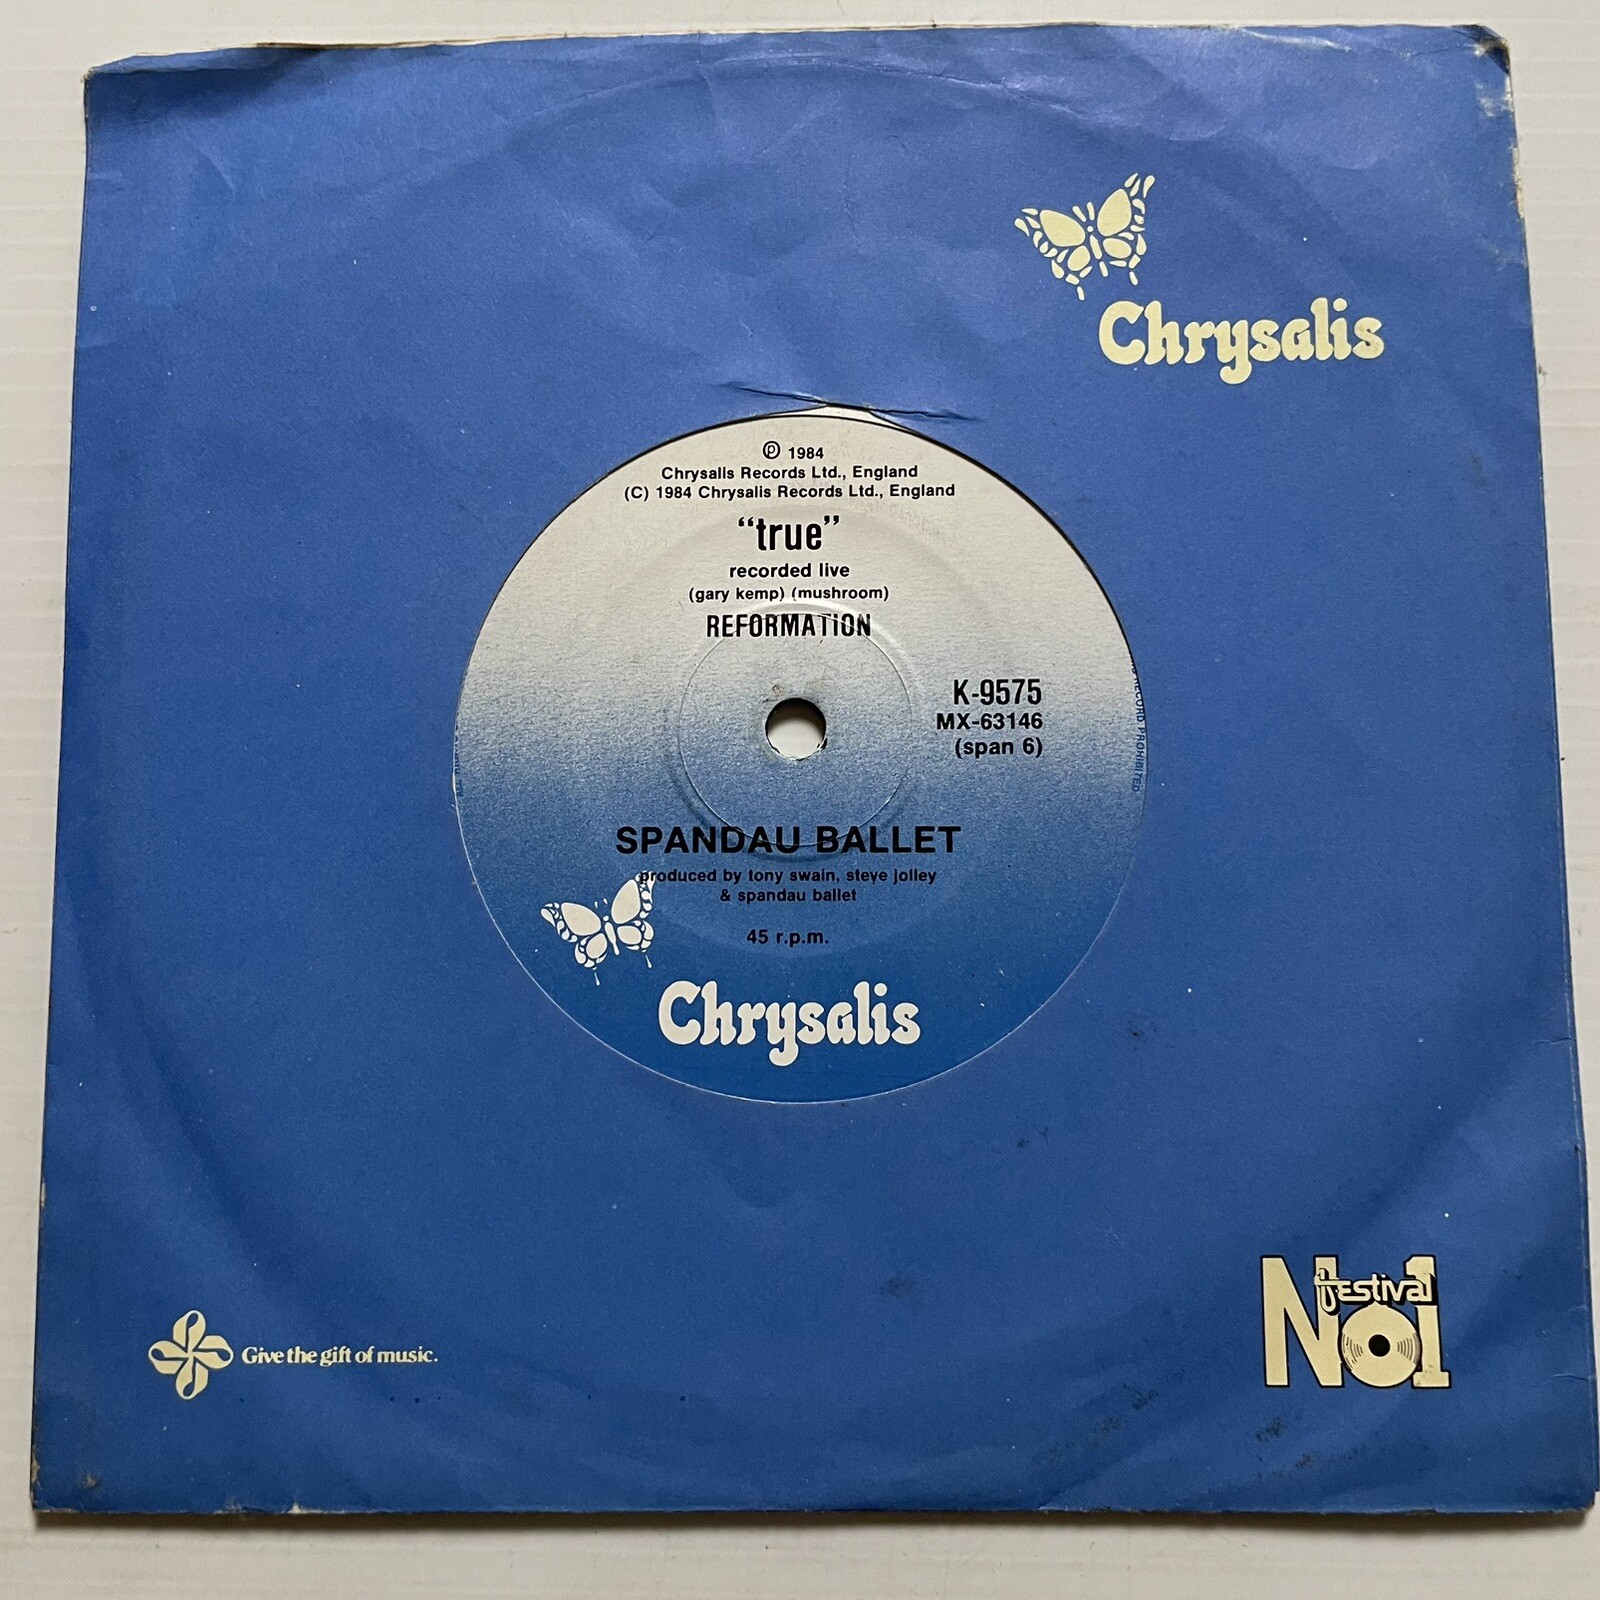 Chrysalis
℗ 1984
Chrysalis Records Ltd., England
(C) 1984 Chrysalis Records Ltd., England
“true”
recorded live
(gary kemp) (mushroom)
REFORMATION
K-9575
MX-63146
(span 6)
RECORD PROHIBITED
SPANDAU BALLET
produced by tony swain, steve jolley
& spandau ballet
45 r.p.m.
Chrysalis
Give the gift of music.
festival
No1